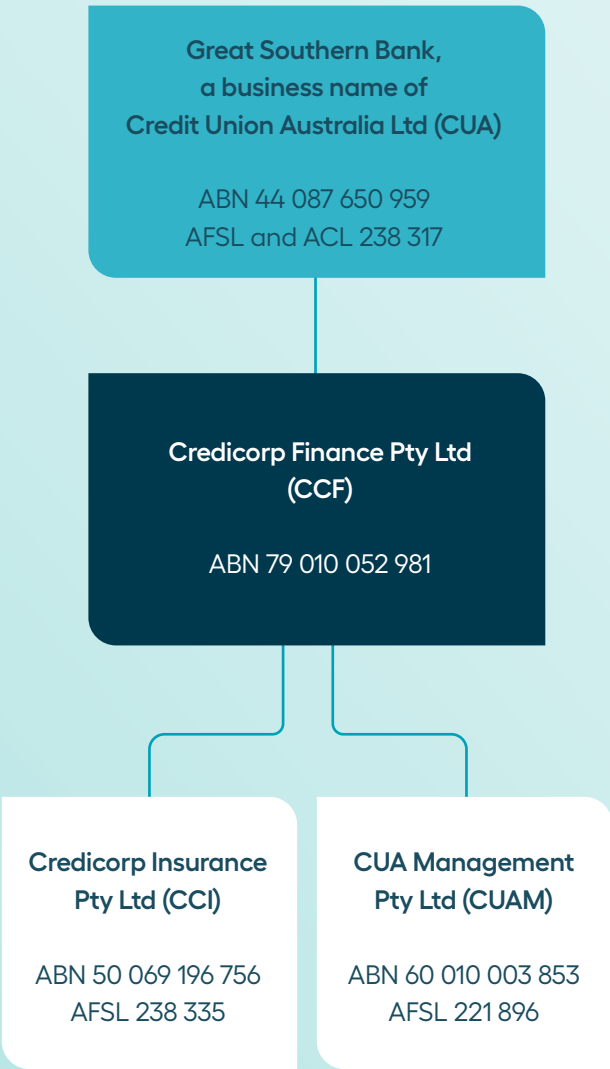 Great Southern Bank,
a business name of
Credit Union Australia Ltd (CUA)
ABN 44 087 650 959
AFSL and ACL 238 317
Credicorp Finance Pty Ltd
(CCF)
ABN 79 010 052 981
Credicorp Insurance
Pty Ltd (CCI)
ABN 50 069 196 756
AFSL 238 335
CUA Management
Pty Ltd (CUAM)
ABN 60 010 003 853
AFSL 221 896